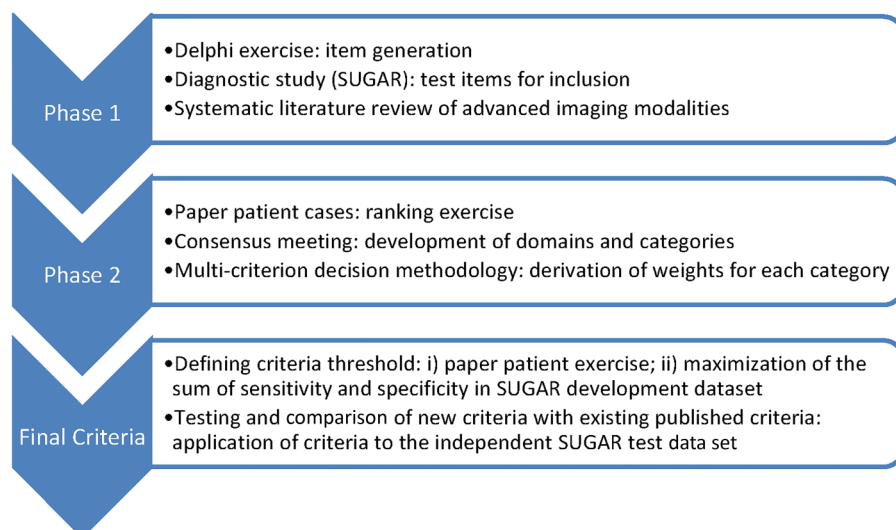 Phase 1
•Delphi exercise: item generation
•Diagnostic study (SUGAR): test items for inclusion
•Systematic literature review of advanced imaging modalities
Phase 2
•Paper patient cases: ranking exercise
•Consensus meeting: development of domains and categories
•Multi-criterion decision methodology: derivation of weights for each category
Final Criteria
•Defining criteria threshold: i) paper patient exercise; ii) maximization of the
sum of sensitivity and specificity in SUGAR development dataset
•Testing and comparison of new criteria with existing published criteria:
application of criteria to the independent SUGAR test data set